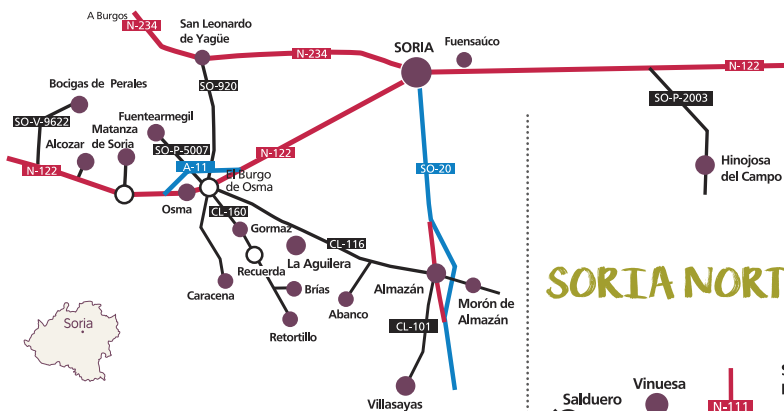 A Burgos
N-234
San Leonardo
de Yagüe
N-234
SORIA
Fuensaúco
N-122
Bocigas de Perales
SO-920
SO-P-2003
SO-V-9622
Fuentearmegil
Matanza
de Soria
Alcozar
SO-P-5007
N-122
A-11
N-122
El Burgo
de Osma
SO-20
Hinojosa
del Campo
Osma
CL-160
Gormaz
CL-116
La Aguilera
Recuerda
Caracena
Brías
Almazán
Abanco
Morón de
Almazán
Retortillo
CL-101
Villasayas
Soria
SORIA NORT
Vinuesa
Salduero
N-111